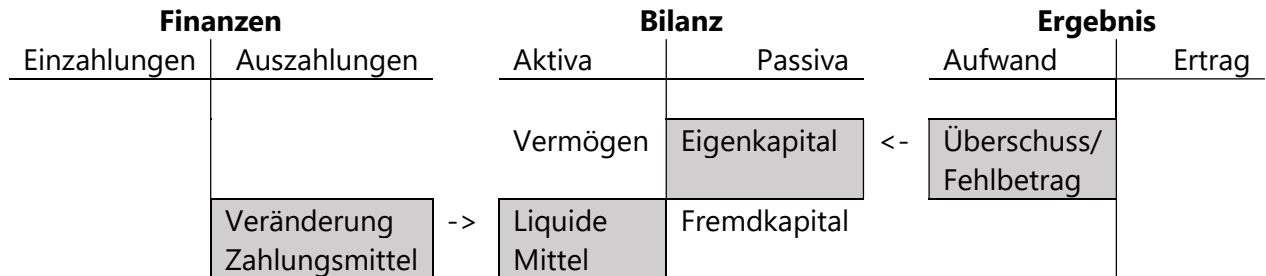 Finanzen Bilanz Ergebnis
Einzahlungen Auszahlungen Aktiva Passiva Aufwand Ertrag
Vermögen Eigenkapital <- Überschuss/
Fehlbetrag
Veränderung -> Liquide Fremdkapital
Zahlungsmittel Mittel